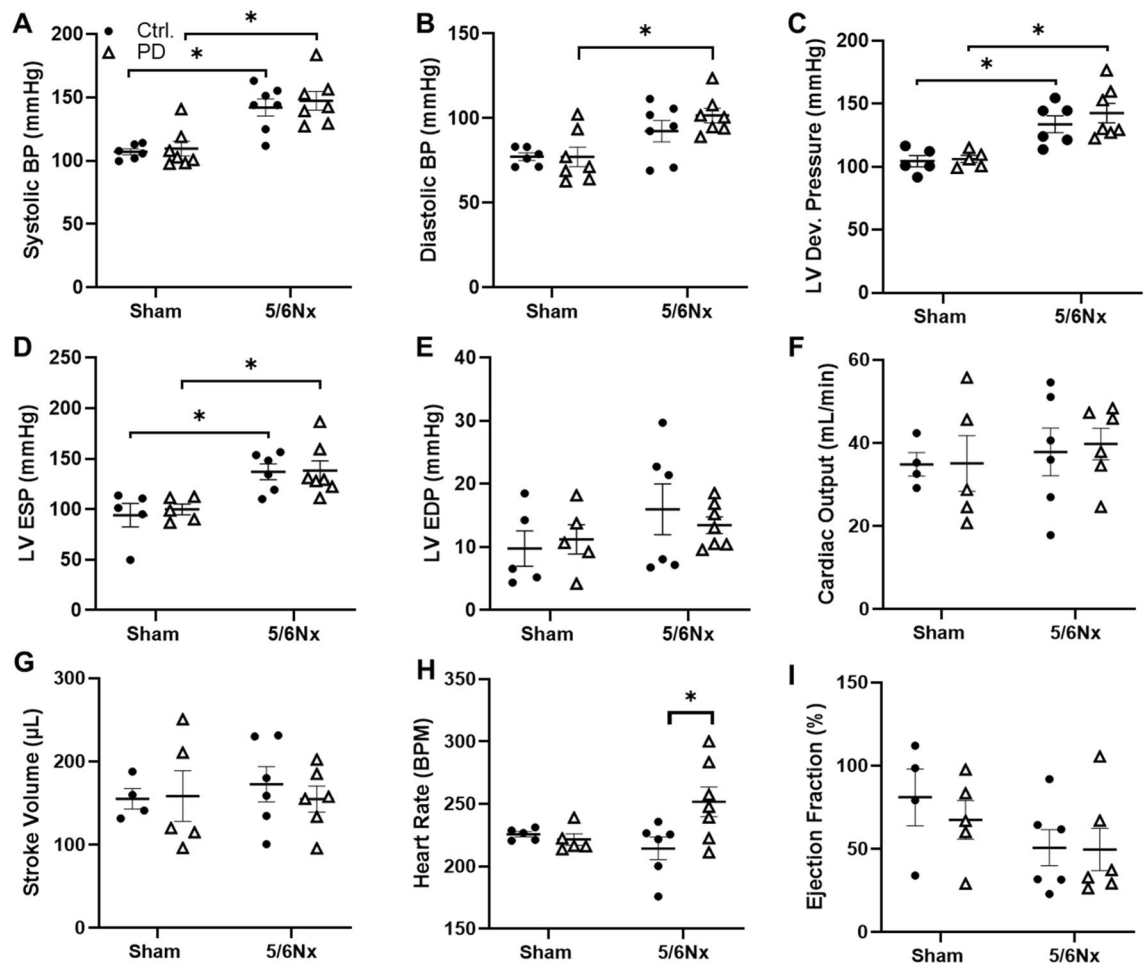 A
Ctrl.
PD
Systolic BP (mmHg)
200
150
100
50
0
*
*
Sham
5/6Nx
B
Diastolic BP (mmHg)
150
100
50
0
*
Sham
5/6Nx
C
LV Dev. Pressure (mmHg)
200
150
100
50
0
*
*
Sham
5/6Nx
D
LV ESP (mmHg)
250
200
150
100
50
0
*
*
Sham
5/6Nx
E
LV EDP (mmHg)
40
30
20
10
0
Sham
5/6Nx
F
Cardiac Output (mL/min)
60
40
20
0
Sham
5/6Nx
G
Stroke Volume (µL)
300
200
100
0
Sham
5/6Nx
H
Heart Rate (BPM)
350
300
250
200
150
*
Sham
5/6Nx
I
Ejection Fraction (%)
150
100
50
0
Sham
5/6Nx